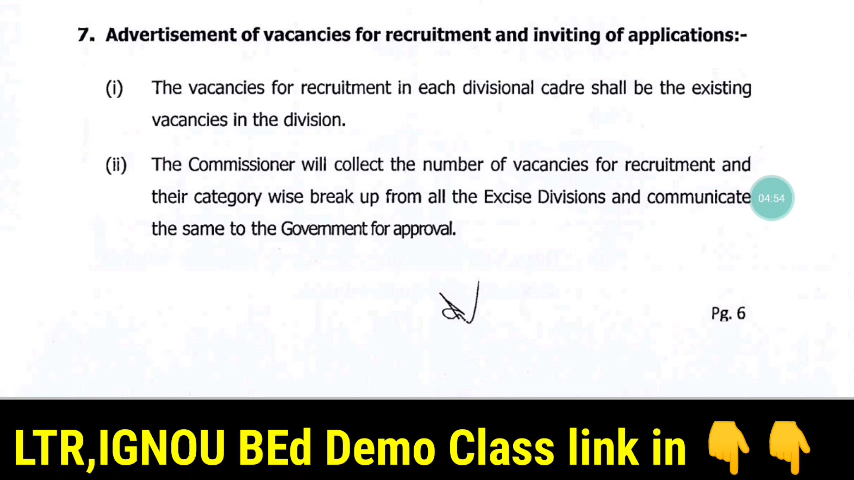 7. Advertisement of vacancies for recruitment and inviting of applications:-
(i) The vacancies for recruitment in each divisional cadre shall be the existing
vacancies in the division.
(ii) The Commissioner will collect the number of vacancies for recruitment and
their category wise break up from all the Excise Divisions and communicate
04:54
the same to the Government for approval.
Pg. 6
LTR,IGNOU BEd Demo Class link in 👇 👇